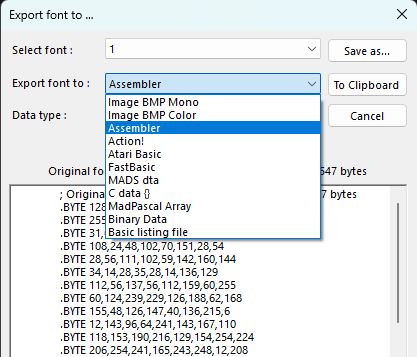 Export font to ...
Select font:
1
Save as...
Export font to :
Assembler
To Clipboard
Data type :
Image BMP Mono
Image BMP Color
Assembler
Action!
Atari Basic
FastBasic
MADS dta
C data {}
MadPascal Array
Binary Data
Basic listing file
Cancel
Original fo
547 bytes
; Origina
7 bytes
.BYTE 128
.BYTE 255
.BYTE 31,
.BYTE 108,24,48,102,70,151,28,54
.BYTE 28,56,111,102,59,142,160,144
.BYTE 34,14,28,35,28,14,136,129
.BYTE 112,56,137,56,112,159,60,255
.BYTE 60,124,239,229,126,188,62,168
.BYTE 155,48,126,147,40,136,215,6
.BYTE 12,143,96,64,241,143,167,110
.BYTE 118,153,190,216,129,154,254,224
.BYTE 206,254,241,165,243,248,12,208